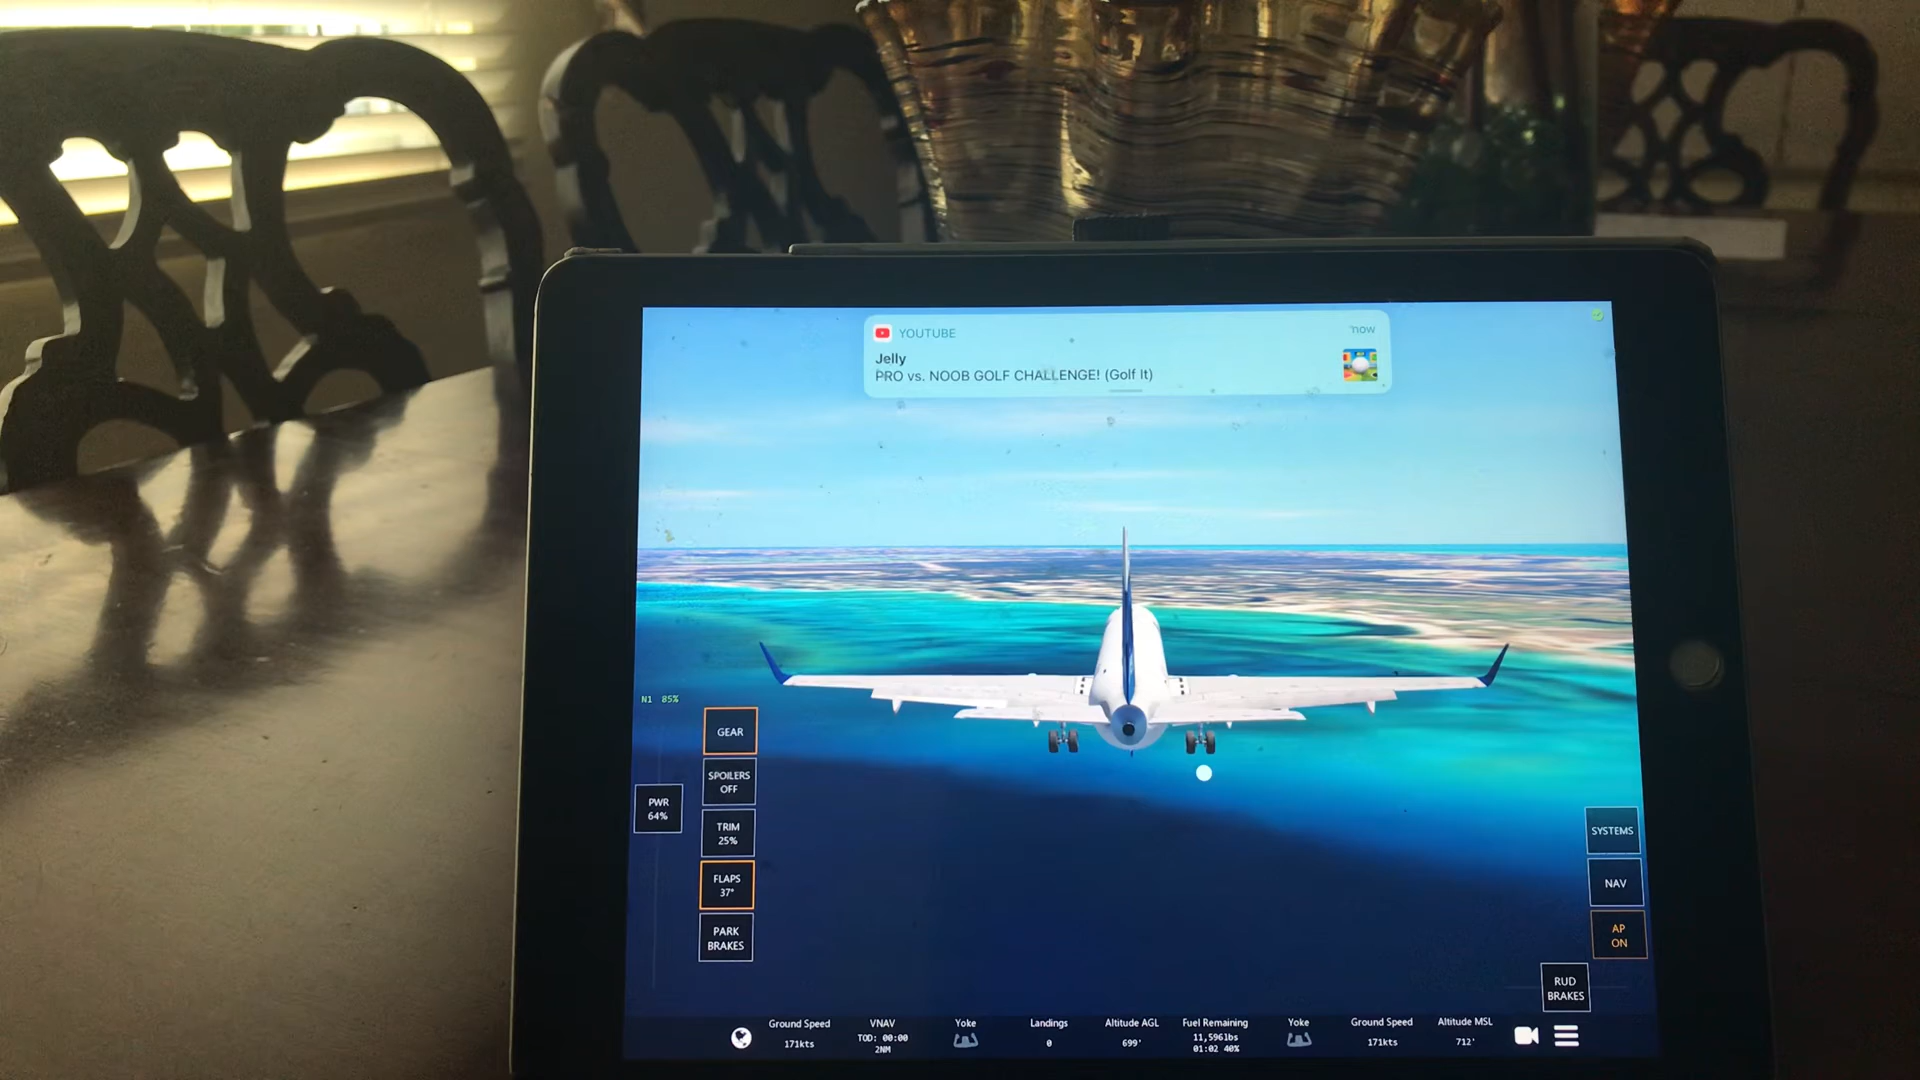 YOUTUBE
now
Jelly
PRO vs. NOOB GOLF CHALLENGE! (Golf It)
N1 85%
GEAR
SPOILERS
OFF
PWR
64%
TRIM
25%
FLAPS
37°
PARK
BRAKES
SYSTEMS
NAV
AP
ON
RUD
BRAKES
Ground Speed
171kts
VNAV
TOD: 00:00
2NM
Yoke
Landings
0
Altitude AGL
699'
Fuel Remaining
11,596lbs
01:02 40%
Yoke
Ground Speed
171kts
Altitude MSL
712'